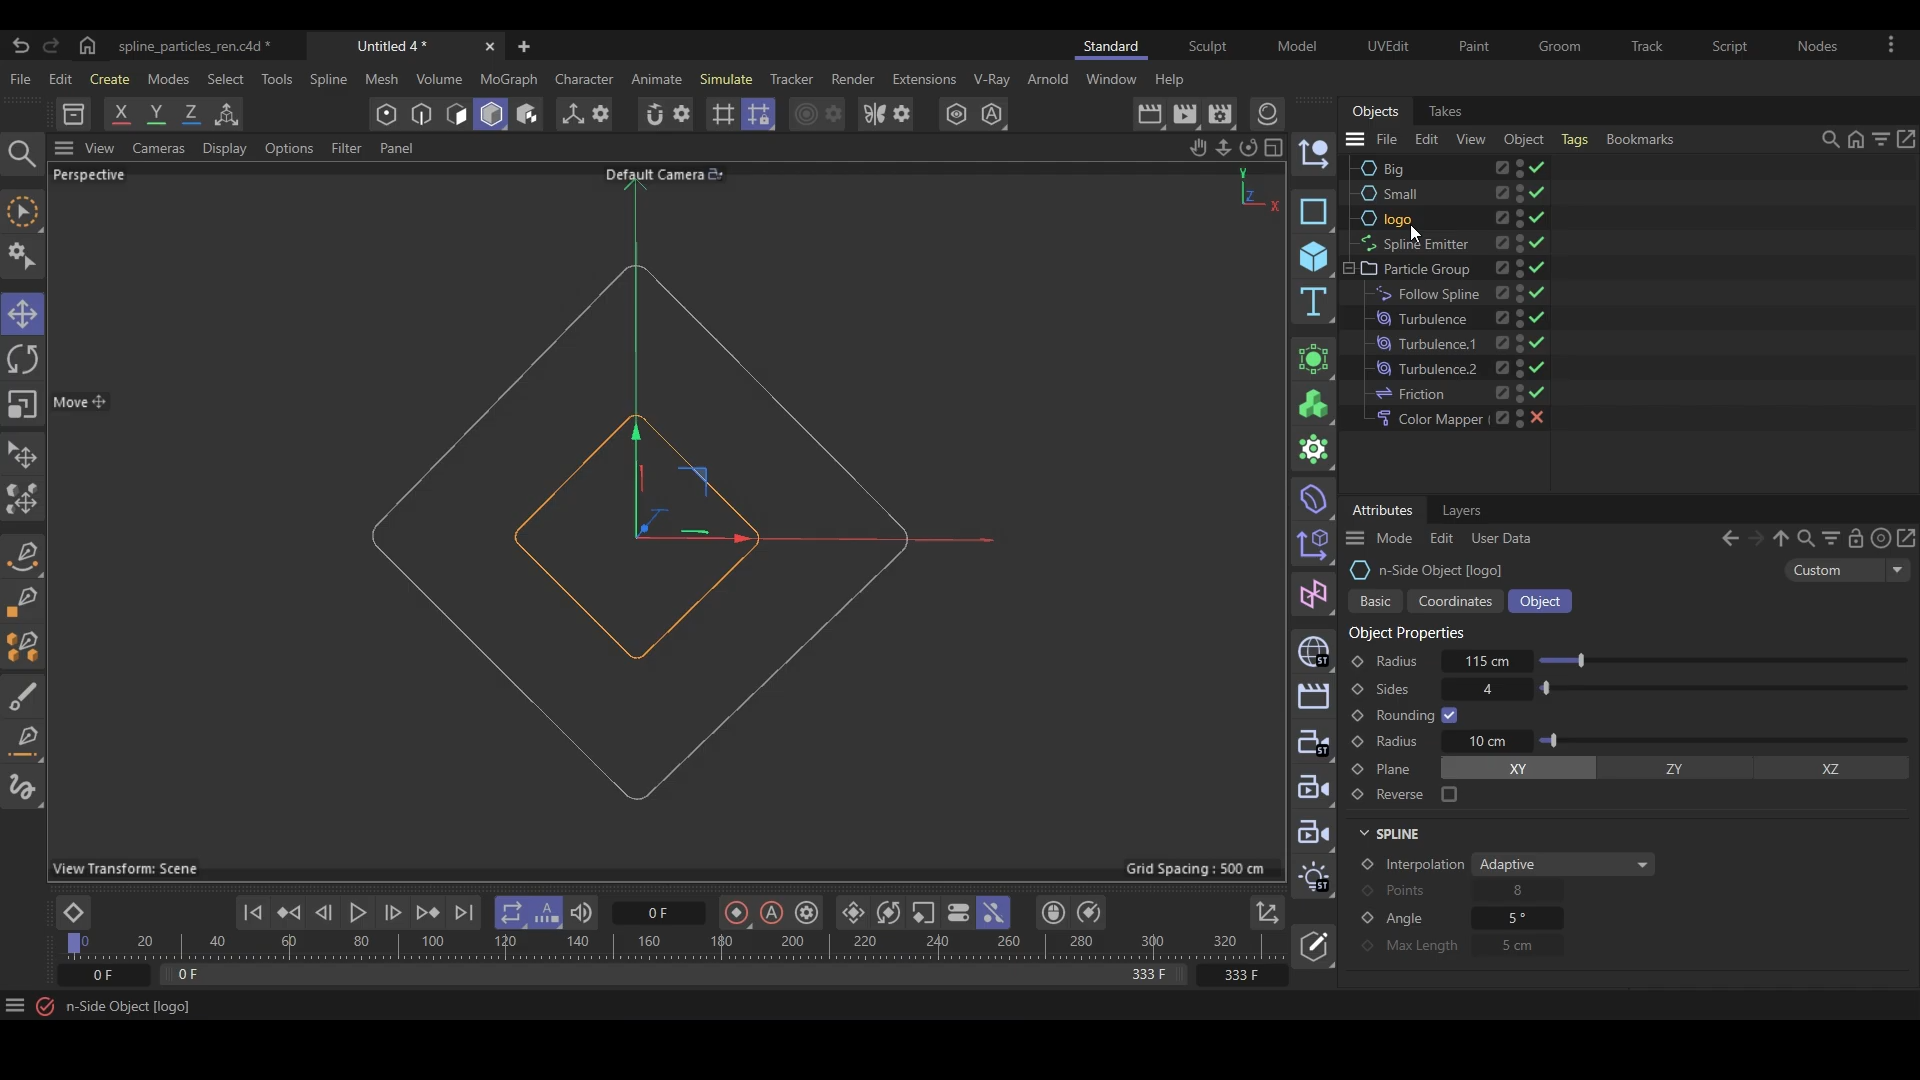 spline_particles_ren.c4d *
Untitled 4 *
Standard Sculpt Model UVEdit Paint Groom Track Script Nodes
File Edit Create Modes Select Tools Spline Mesh Volume MoGraph Character Animate Simulate Tracker Render Extensions V-Ray Arnold Window Help
X Y Z
Objects Takes
View Cameras Display Options Filter Panel
File Edit View Object Tags Bookmarks
Perspective
Default Camera
Y
Z
X
Big
Small
logo
Spline Emitter
Particle Group
Follow Spline
Turbulence
Turbulence.1
Turbulence.2
Friction
Color Mapper
Move
Attributes Layers
Mode Edit User Data
n-Side Object [logo]
Custom
Basic Coordinates Object
Object Properties
Radius 115 cm
Sides 4
Rounding
Radius 10 cm
Plane XY ZY XZ
Reverse
SPLINE
Interpolation Adaptive
Points 8
Angle 5 °
Max Length 5 cm
View Transform: Scene
Grid Spacing : 500 cm
0 F
0 20 40 60 80 100 120 140 160 180 200 220 240 260 280 300 320
0 F 0 F 333 F 333 F
n-Side Object [logo]